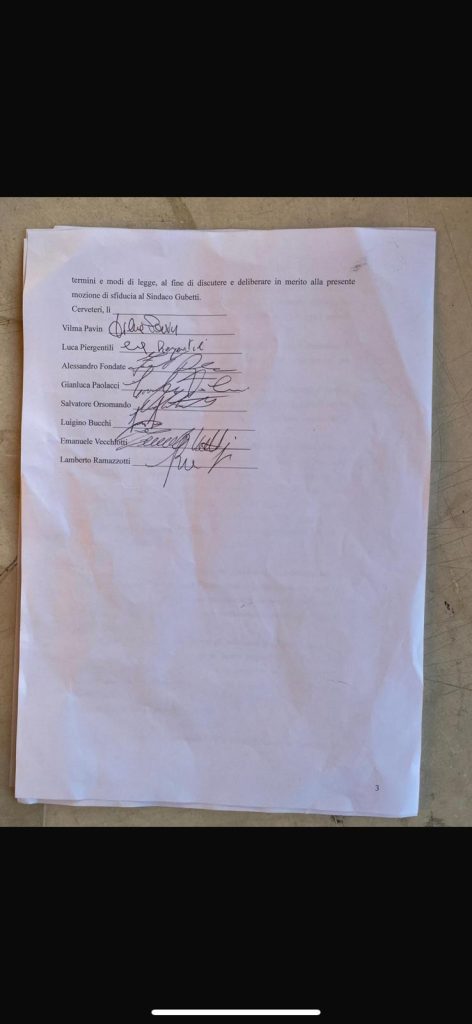 termini e modi di legge, al fine di discutere e deliberare in merito alla presente
mozione di sfiducia al Sindaco Gubetti.
Cerveteri, lì
Vilma Pavin
Luca Piergentili
Alessandro Fondate
Gianluca Paolacci
Salvatore Orsomando
Luigino Bucchi
Emanuele Vecchiotti
Lamberto Ramazzotti
3